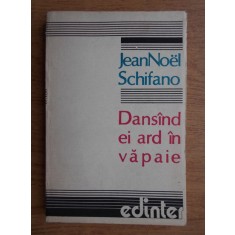 JeanNoël
Schifano
Dansînd
ei ard în
văpaie
edinter